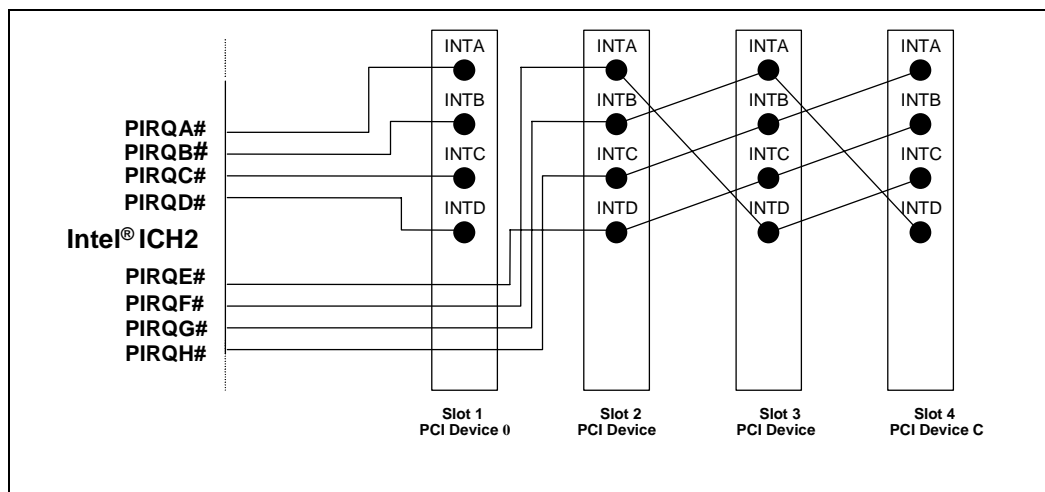 INTA INTA INTA INTA
INTB INTB INTB INTB
PIRQA#
PIRQB#
INTC INTC INTC INTC
PIRQC#
PIRQD#
INTD INTD INTD INTD
Intel® ICH2
PIRQE#
PIRQF#
PIRQG#
PIRQH#
Slot 1 Slot 2 Slot 3 Slot 4
PCI Device 0 PCI Device PCI Device PCI Device C